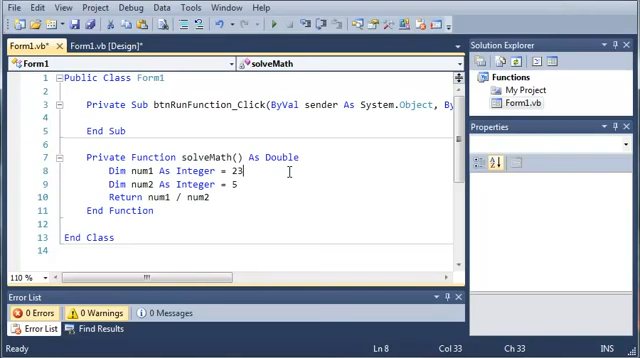 File Edit View Project Debug Data Tools Window Help
Form1.vb*
Form1.vb [Design]*
Form1
solveMath
1 Public Class Form1
2
3 Private Sub btnRunFunction_Click(ByVal sender As System.Object, By
4
5 End Sub
6
7 Private Function solveMath() As Double
8 Dim num1 As Integer = 23
9 Dim num2 As Integer = 5
10 Return num1 / num2
11 End Function
12
13 End Class
14
110 %
Solution Explorer
Functions
My Project
Form1.vb
Properties
Error List
0 Errors
0 Warnings
0 Messages
Error List
Find Results
Ready
Ln 8
Col 33
Ch 33
INS